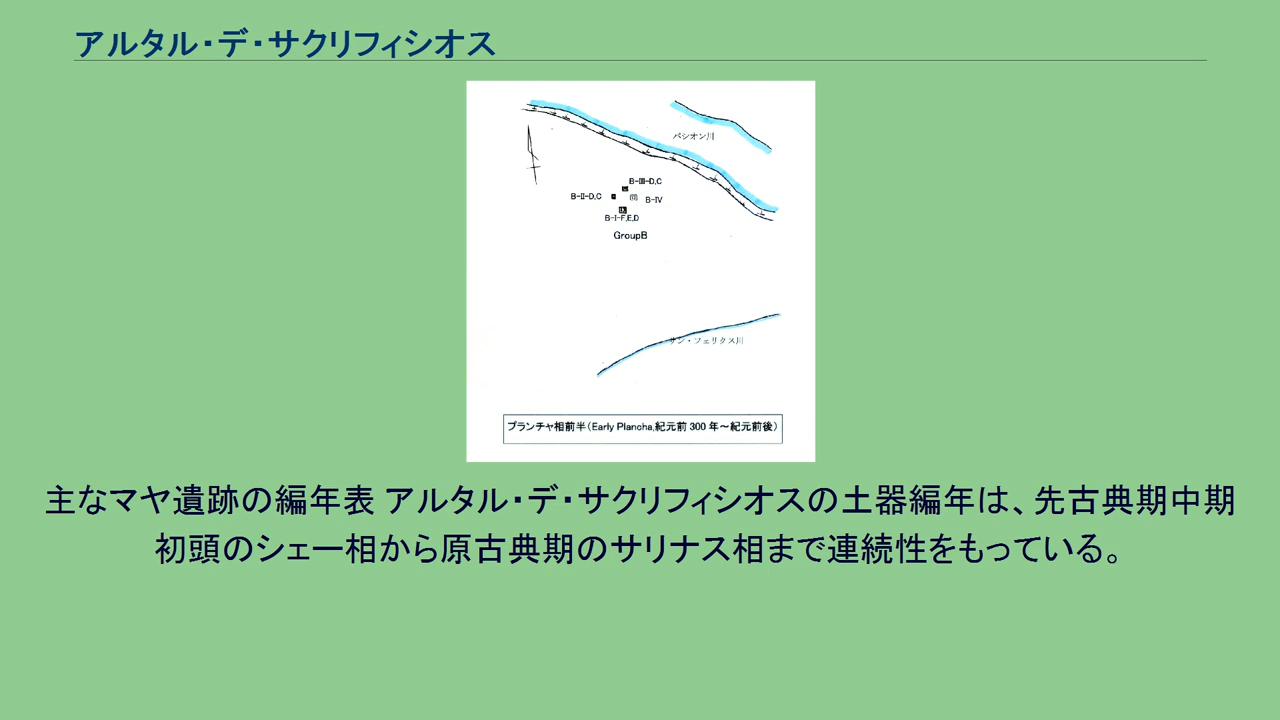 アルタル・デ・サクリフィシオス
パシオン川
B-III-D,C
B-II-D,C
B-IV
B-I-F,E,D
GroupB
サン・フェリクス川
プランチャ相前半(Early Plancha,紀元前300年～紀元前後)
主なマヤ遺跡の編年表 アルタル・デ・サクリフィシオスの土器編年は、先古典期中期
初頭のシェー相から原古典期のサリナス相まで連続性をもっている。